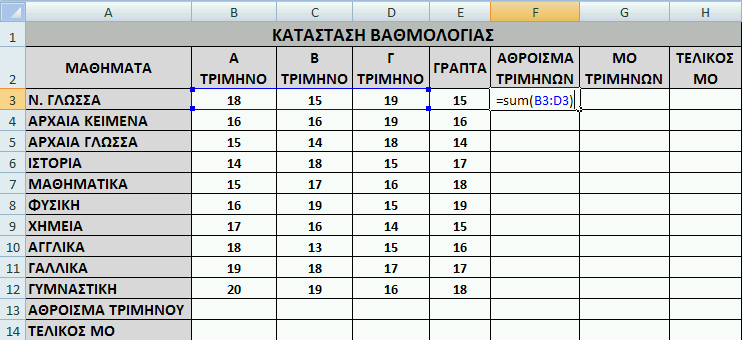 A B C D E F G H
1 ΚΑΤΑΣΤΑΣΗ ΒΑΘΜΟΛΟΓΙΑΣ
2 ΜΑΘΗΜΑΤΑ Α ΤΡΙΜΗΝΟ Β ΤΡΙΜΗΝΟ Γ ΤΡΙΜΗΝΟ ΓΡΑΠΤΑ ΑΘΡΟΙΣΜΑ ΤΡΙΜΗΝΩΝ ΜΟ ΤΡΙΜΗΝΩΝ ΤΕΛΙΚΟΣ ΜΟ
3 Ν. ΓΛΩΣΣΑ 18 15 19 15 =sum(B3:D3)
4 ΑΡΧΑΙΑ ΚΕΙΜΕΝΑ 16 16 19 16
5 ΑΡΧΑΙΑ ΓΛΩΣΣΑ 15 14 18 14
6 ΙΣΤΟΡΙΑ 14 18 15 17
7 ΜΑΘΗΜΑΤΙΚΑ 15 17 16 18
8 ΦΥΣΙΚΗ 16 19 15 19
9 ΧΗΜΕΙΑ 17 16 14 15
10 ΑΓΓΛΙΚΑ 18 13 15 16
11 ΓΑΛΛΙΚΑ 19 18 17 17
12 ΓΥΜΝΑΣΤΙΚΗ 20 19 16 18
13 ΑΘΡΟΙΣΜΑ ΤΡΙΜΗΝΟΥ
14 ΤΕΛΙΚΟΣ ΜΟ